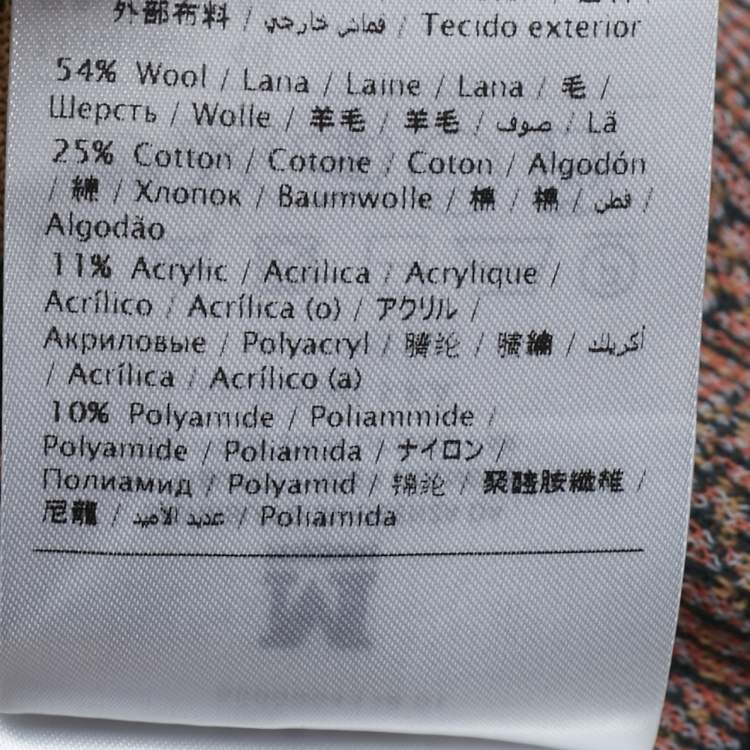 外部布料 / قماش خارجي / Tecido exterior
54% Wool / Lana / Laine / Lana / 毛 /
Шерсть / Wolle / 羊毛 / 羊毛 / صوف / Lã
25% Cotton / Cotone / Coton / Algodón
/ 綿 / Хлопок / Baumwolle / 棉 / 棉 / قطن /
Algodão
11% Acrylic / Acrilica / Acrylique /
Acrílico / Acrílica (o) / アクリル /
Акриловые / Polyacryl / 腈纶 / 腈綸 / أكريليك
/ Acrílica / Acrílico (a)
10% Polyamide / Poliammide /
Polyamide / Poliamida / ナイロン /
Полиамид / Polyamid / 锦纶 / 聚醯胺纖維 /
尼龍 / عديد الأميد / Poliamida
M